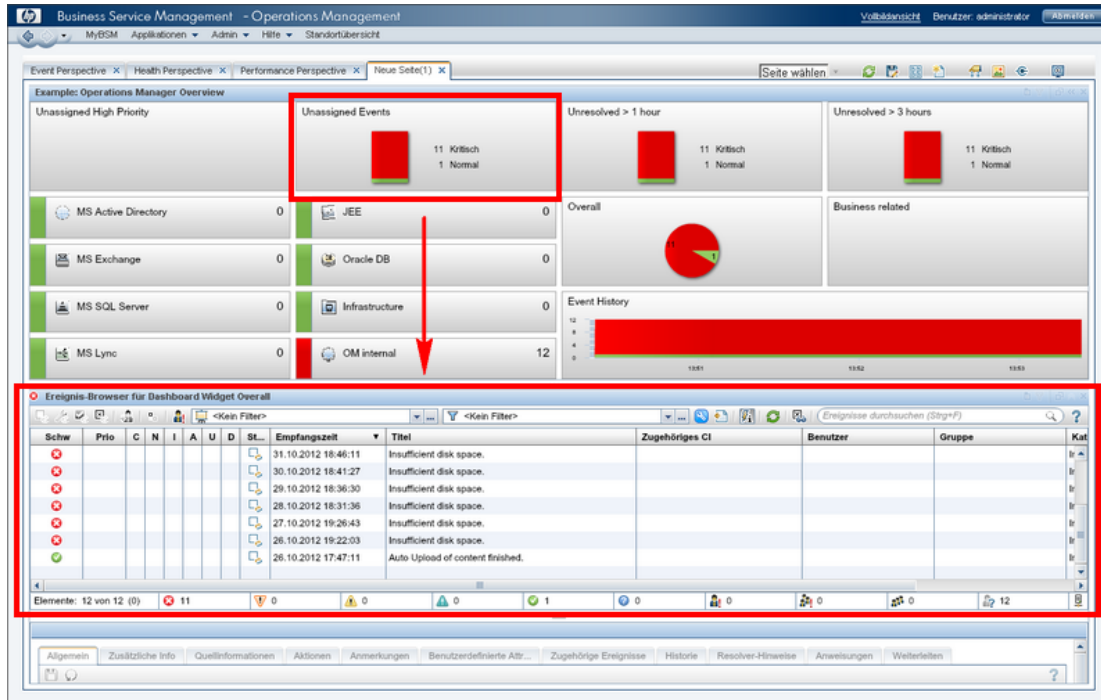 hp Business Service Management - Operations Management Vollbildansicht Benutzer: administrator Abmelden
MyBSM Applikationen Admin Hilfe Standortübersicht
Event Perspective Health Perspective Performance Perspective Neue Seite(1) Seite wählen
Example: Operations Manager Overview
Unassigned High Priority Unassigned Events Unresolved > 1 hour Unresolved > 3 hours
11 Kritisch 11 Kritisch 11 Kritisch
1 Normal 1 Normal 1 Normal
MS Active Directory 0 JEE 0 Overall Business related
11
1
MS Exchange 0 Oracle DB 0
MS SQL Server 0 Infrastructure 0 Event History
12
8
4
0
MS Lync 0 OM internal 12
13:51 13:52 13:53
Ereignis-Browser für Dashboard Widget Overall
<Kein Filter> ... <Kein Filter> ... (Ereignisse durchsuchen (Strg+F) ?
Schw Prio C N I A U D St... Empfangszeit Titel Zugehöriges CI Benutzer Gruppe Kat
31.10.2012 18:46:11 Insufficient disk space.
30.10.2012 18:41:27 Insufficient disk space.
29.10.2012 18:36:30 Insufficient disk space.
28.10.2012 18:31:36 Insufficient disk space.
27.10.2012 19:26:43 Insufficient disk space.
26.10.2012 19:22:03 Insufficient disk space.
26.10.2012 17:47:11 Auto Upload of content finished.
Elemente: 12 von 12 (0) 11 0 0 0 1 0 0 0 0 12
Allgemein Zusätzliche Info Quellinformationen Aktionen Anmerkungen Benutzerdefinierte Attr... Zugehörige Ereignisse Historie Resolver-Hinweise Anweisungen Weiterleiten
?